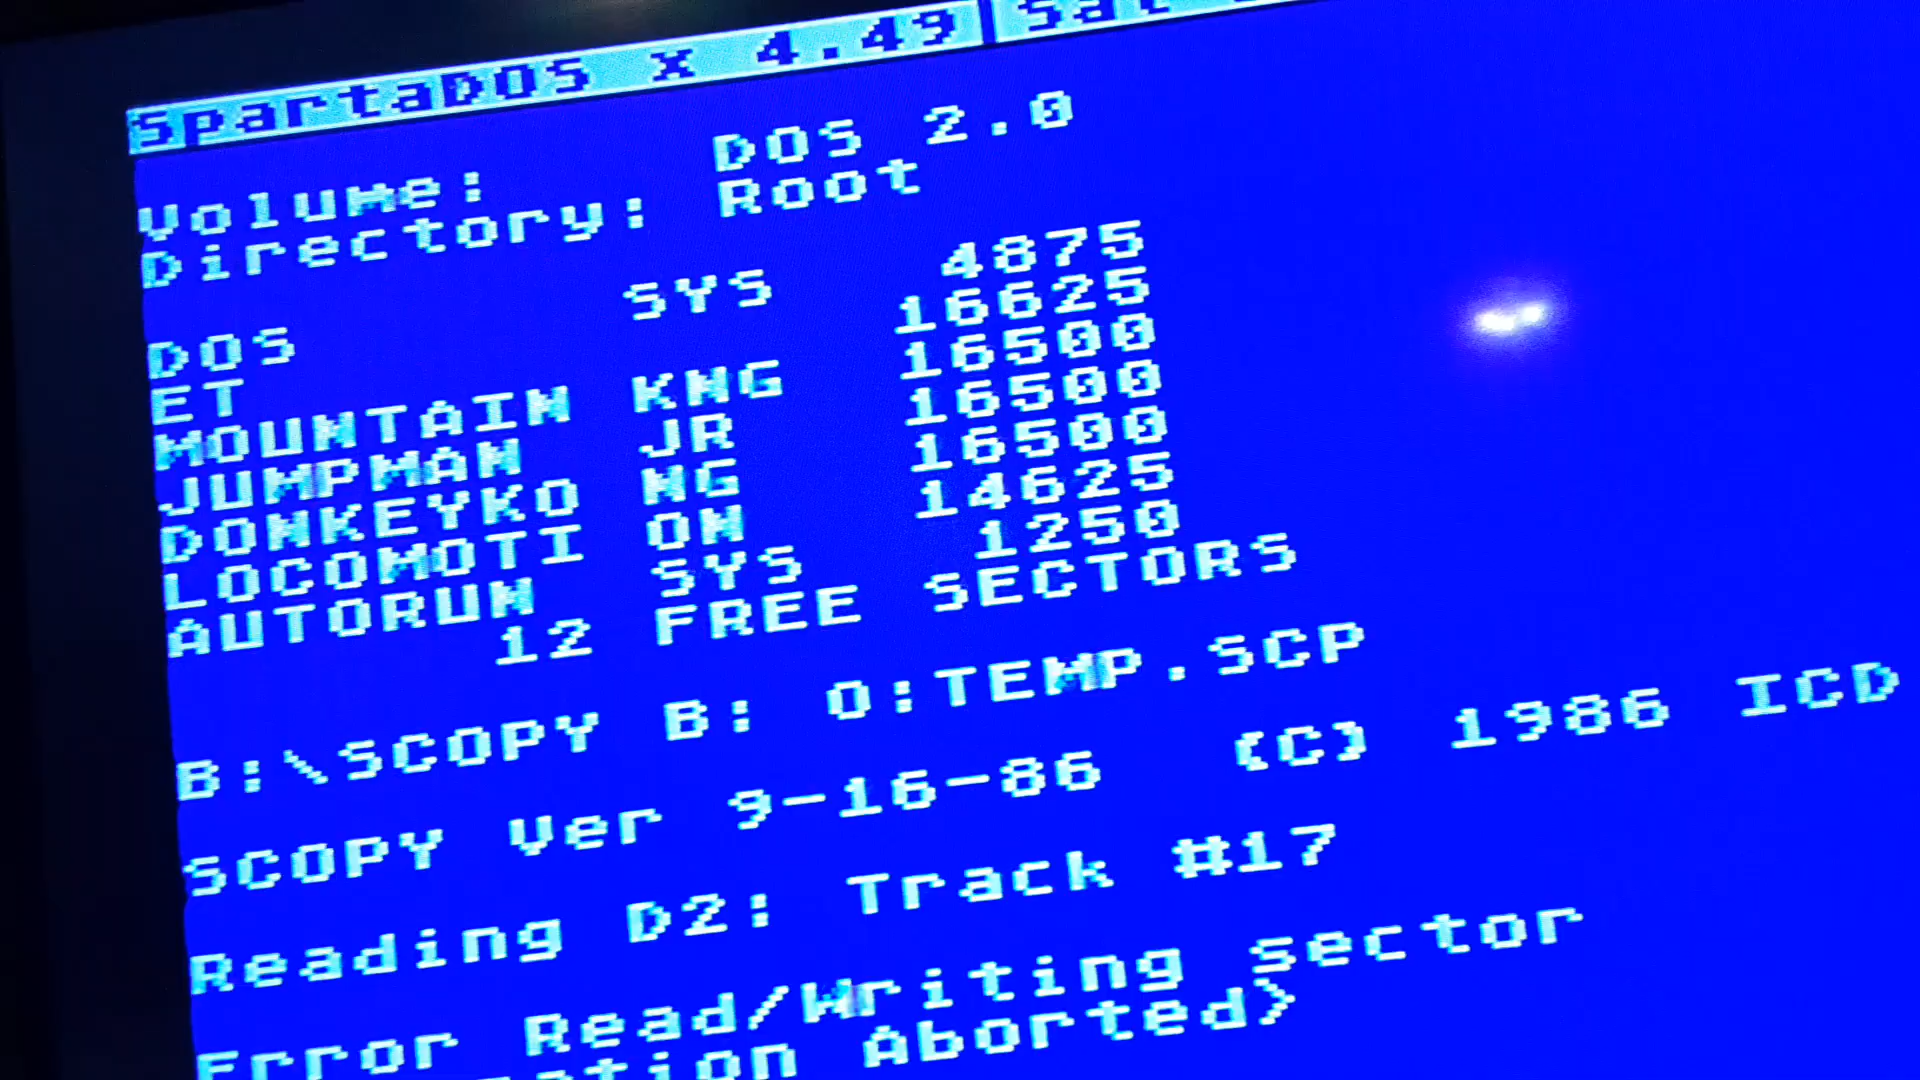 SpartaDOS X 4.49 Sat
Volume: DOS 2.0
Directory: Root
DOS SYS 4875
ET 16625
MOUNTAIN KNG 16500
JUMPMAN JR 16500
DONKEYKO NG 16500
LOCOMOTI ON 14625
AUTORUN SYS 1250
12 FREE SECTORS
B:\SCOPY B: O:TEMP.SCP
SCOPY Ver 9-16-86 (C) 1986 ICD
Reading D2: Track #17
Error Read/Writing sector
Aborted>